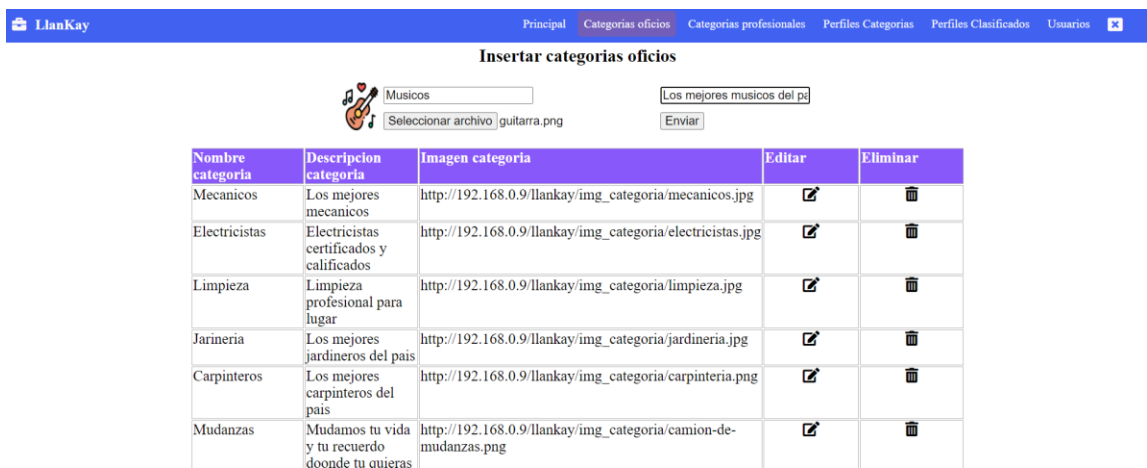 LlanKay Principal Categorias oficios Categorias profesionales Perfiles Categorias Perfiles Clasificados Usuarios
Insertar categorias oficios
Musicos Los mejores musicos del pa
Seleccionar archivo guitarra.png Enviar
Nombre categoria Descripcion categoria Imagen categoria Editar Eliminar
Mecanicos Los mejores mecanicos http://192.168.0.9/llankay/img_categoria/mecanicos.jpg
Electricistas Electricistas certificados y calificados http://192.168.0.9/llankay/img_categoria/electricistas.jpg
Limpieza Limpieza profesional para lugar http://192.168.0.9/llankay/img_categoria/limpieza.jpg
Jarineria Los mejores jardineros del pais http://192.168.0.9/llankay/img_categoria/jardineria.jpg
Carpinteros Los mejores carpinteros del pais http://192.168.0.9/llankay/img_categoria/carpinteria.png
Mudanzas Mudamos tu vida y tu recuerdo doonde tu quieras http://192.168.0.9/llankay/img_categoria/camion-de-mudanzas.png